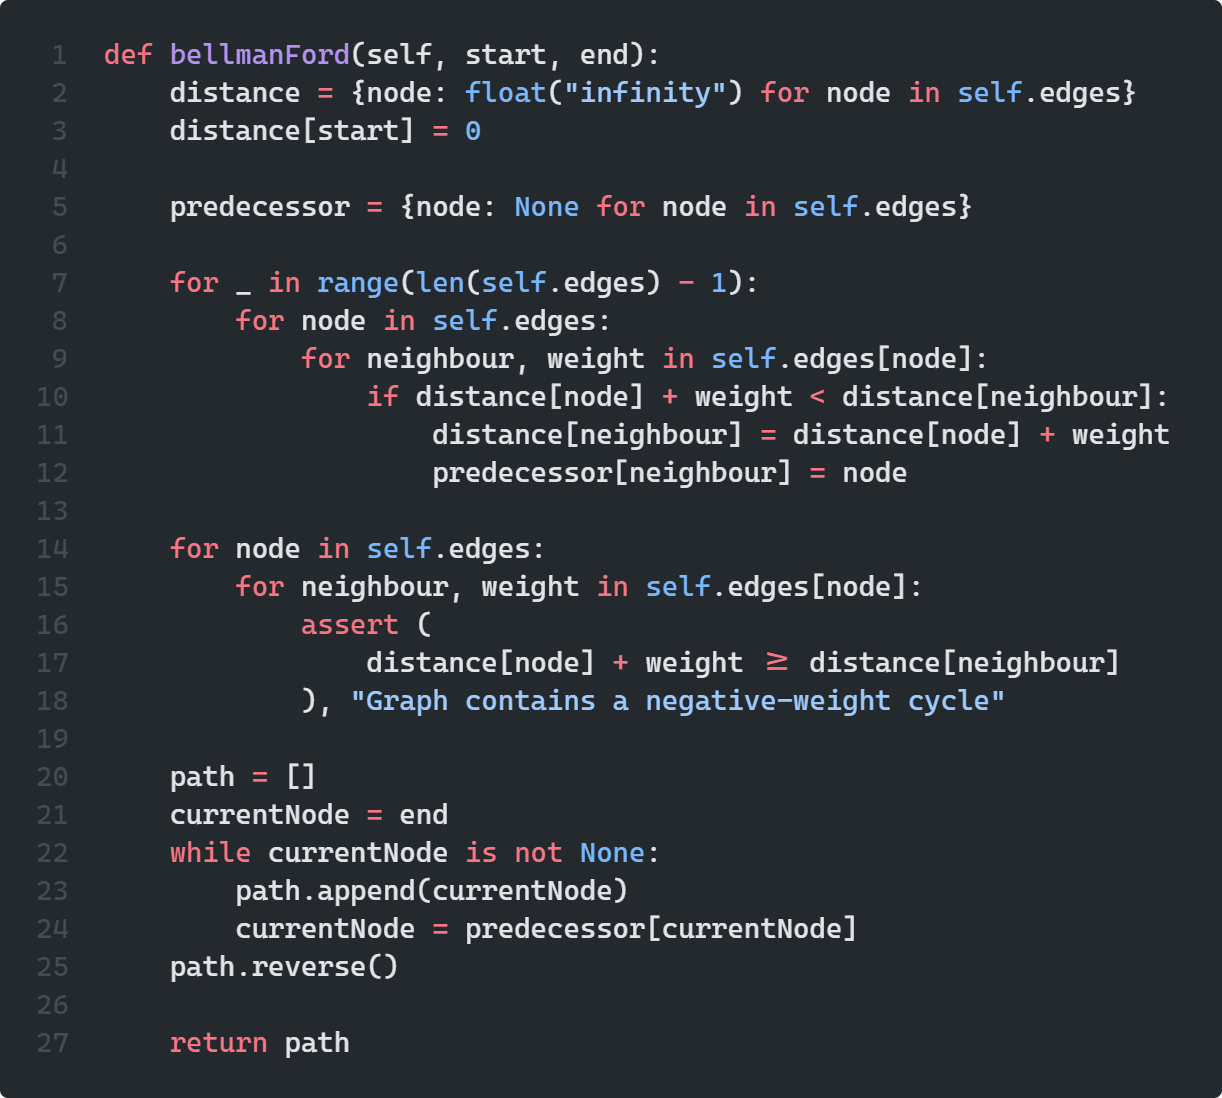 1 def bellmanFord(self, start, end):
2     distance = {node: float("infinity") for node in self.edges}
3     distance[start] = 0
4
5     predecessor = {node: None for node in self.edges}
6
7     for _ in range(len(self.edges) - 1):
8         for node in self.edges:
9             for neighbour, weight in self.edges[node]:
10                 if distance[node] + weight < distance[neighbour]:
11                     distance[neighbour] = distance[node] + weight
12                     predecessor[neighbour] = node
13
14     for node in self.edges:
15         for neighbour, weight in self.edges[node]:
16             assert (
17                 distance[node] + weight ≥ distance[neighbour]
18             ), "Graph contains a negative-weight cycle"
19
20     path = []
21     currentNode = end
22     while currentNode is not None:
23         path.append(currentNode)
24         currentNode = predecessor[currentNode]
25     path.reverse()
26
27     return path